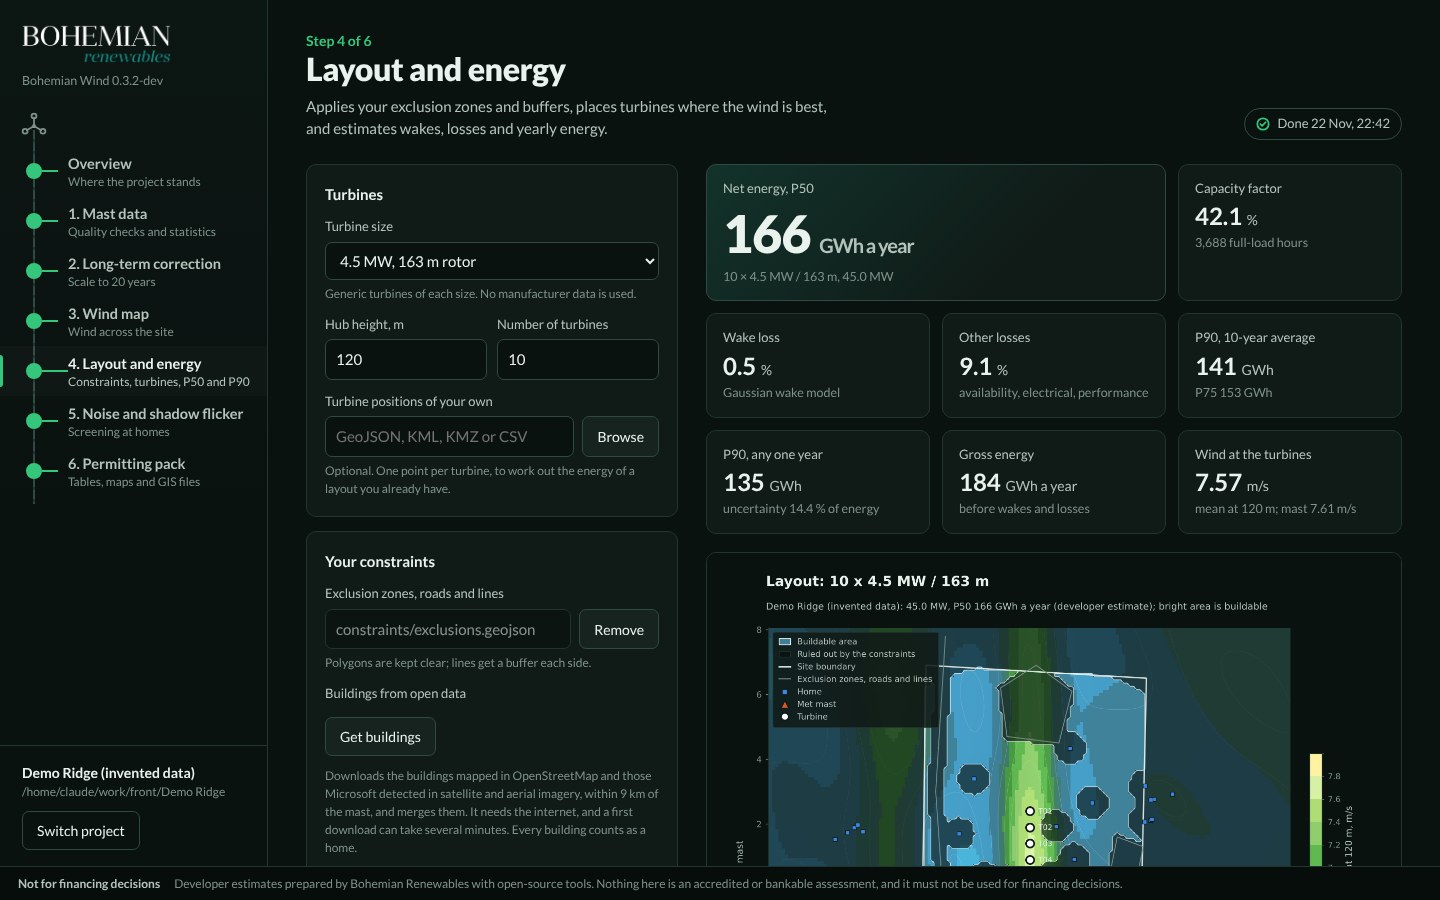 BOHEMIAN
renewables
Bohemian Wind 0.3.2-dev
Overview
Where the project stands
1. Mast data
Quality checks and statistics
2. Long-term correction
Scale to 20 years
3. Wind map
Wind across the site
4. Layout and energy
Constraints, turbines, P50 and P90
5. Noise and shadow flicker
Screening at homes
6. Permitting pack
Tables, maps and GIS files
Demo Ridge (invented data)
/home/claude/work/front/Demo Ridge
Switch project
Step 4 of 6
Layout and energy
Applies your exclusion zones and buffers, places turbines where the wind is best,
and estimates wakes, losses and yearly energy.
Done 22 Nov, 22:42
Turbines
Turbine size
4.5 MW, 163 m rotor
Generic turbines of each size. No manufacturer data is used.
Hub height, m
Number of turbines
120
10
Turbine positions of your own
GeoJSON, KML, KMZ or CSV
Browse
Optional. One point per turbine, to work out the energy of a
layout you already have.
Your constraints
Exclusion zones, roads and lines
constraints/exclusions.geojson
Remove
Polygons are kept clear; lines get a buffer each side.
Buildings from open data
Get buildings
Downloads the buildings mapped in OpenStreetMap and those
Microsoft detected in satellite and aerial imagery, within 9 km of
the mast, and merges them. It needs the internet, and a first
download can take several minutes. Every building counts as a
home.
Net energy, P50
166 GWh a year
10 × 4.5 MW / 163 m, 45.0 MW
Capacity factor
42.1 %
3,688 full-load hours
Wake loss
0.5 %
Gaussian wake model
Other losses
9.1 %
availability, electrical, performance
P90, 10-year average
141 GWh
P75 153 GWh
P90, any one year
135 GWh
uncertainty 14.4 % of energy
Gross energy
184 GWh a year
before wakes and losses
Wind at the turbines
7.57 m/s
mean at 120 m; mast 7.61 m/s
Layout: 10 x 4.5 MW / 163 m
Demo Ridge (invented data): 45.0 MW, P50 166 GWh a year (developer estimate); bright area is buildable
8
6
4
2
mast
Buildable area
Ruled out by the constraints
Site boundary
Exclusion zones, roads and lines
Home
Met mast
Turbine
T01
T02
T03
T04
7.8
7.6
7.4
7.2
at 120 m, m/s
Not for financing decisions
Developer estimates prepared by Bohemian Renewables with open-source tools. Nothing here is an accredited or bankable assessment, and it must not be used for financing decisions.